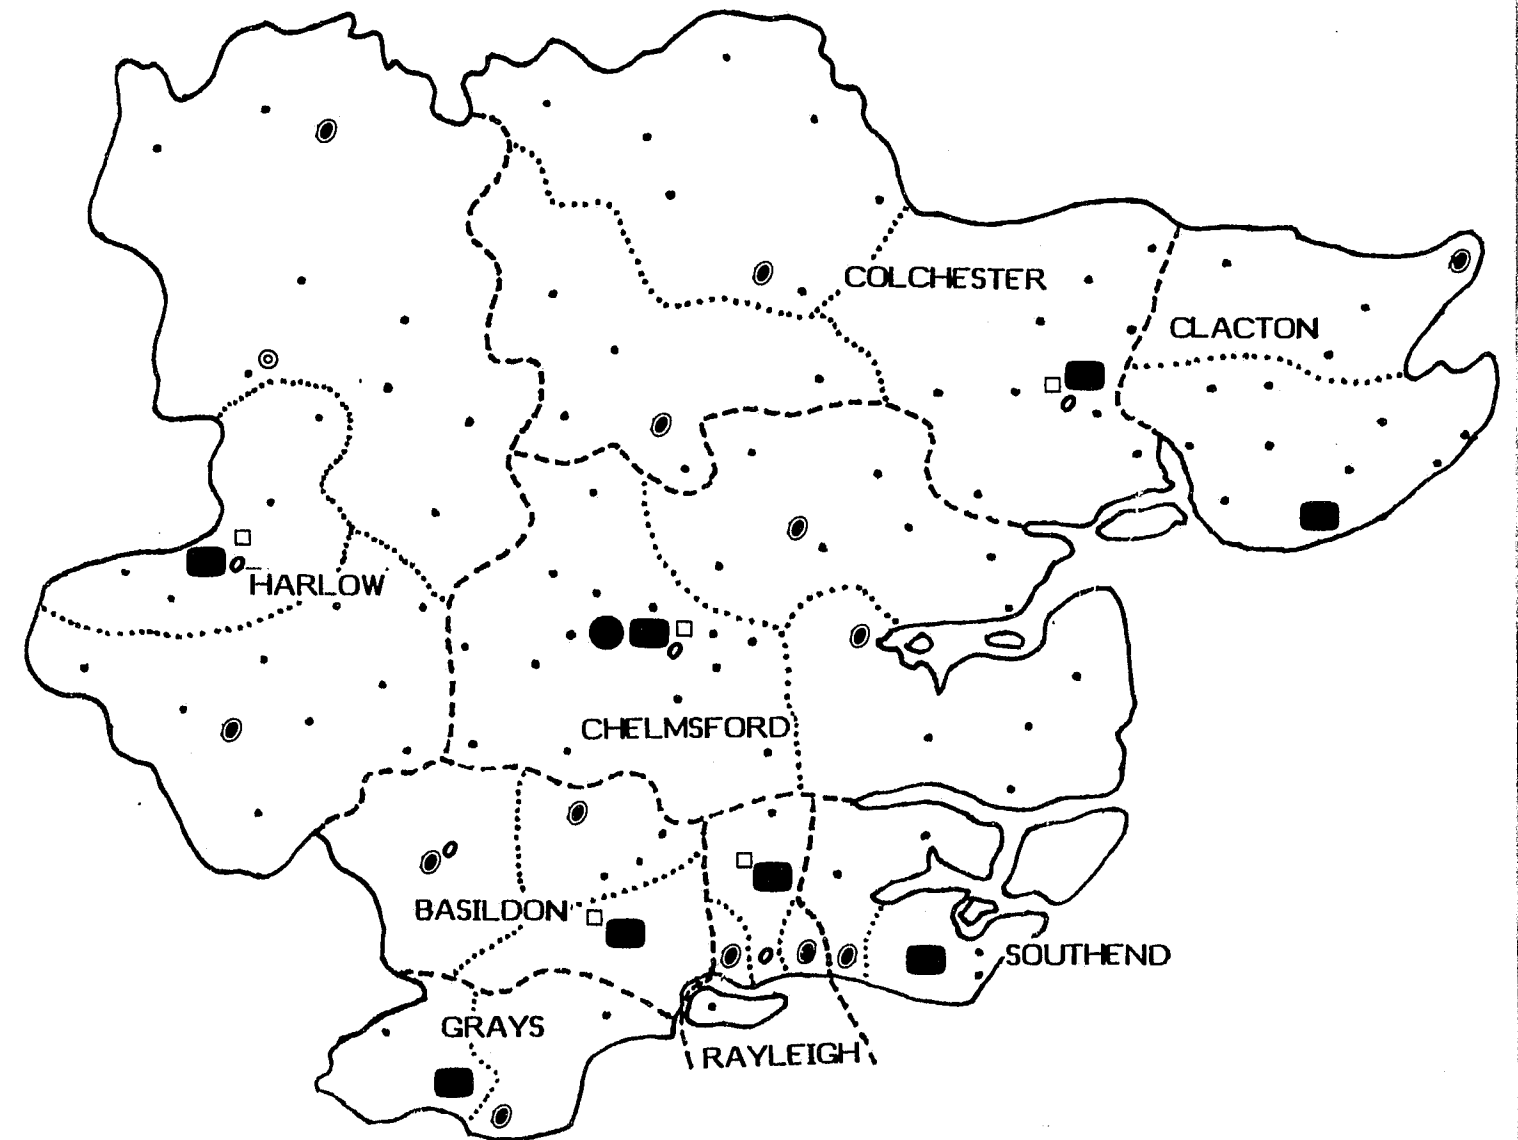 COLCHESTER
CLACTON
HARLOW
CHELMSFORD
BASILDON
SOUTHEND
GRAYS
RAYLEIGH